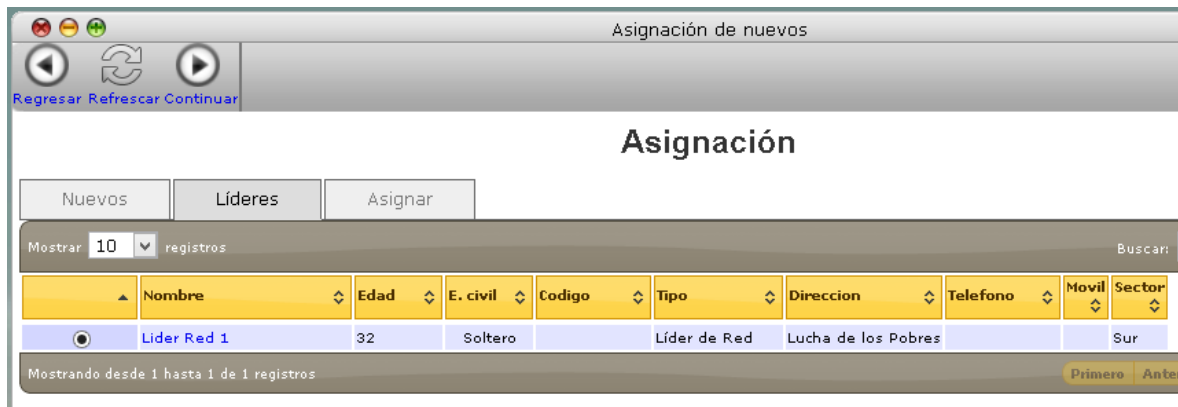 Asignación de nuevos
Regresar Refrescar Continuar
Asignación
Nuevos Líderes Asignar
Mostrar 10 registros Buscar:
Nombre Edad E. civil Codigo Tipo Direccion Telefono Movil Sector
Lider Red 1 32 Soltero Líder de Red Lucha de los Pobres Sur
Mostrando desde 1 hasta 1 de 1 registros Primero